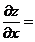 ∂z/∂x =